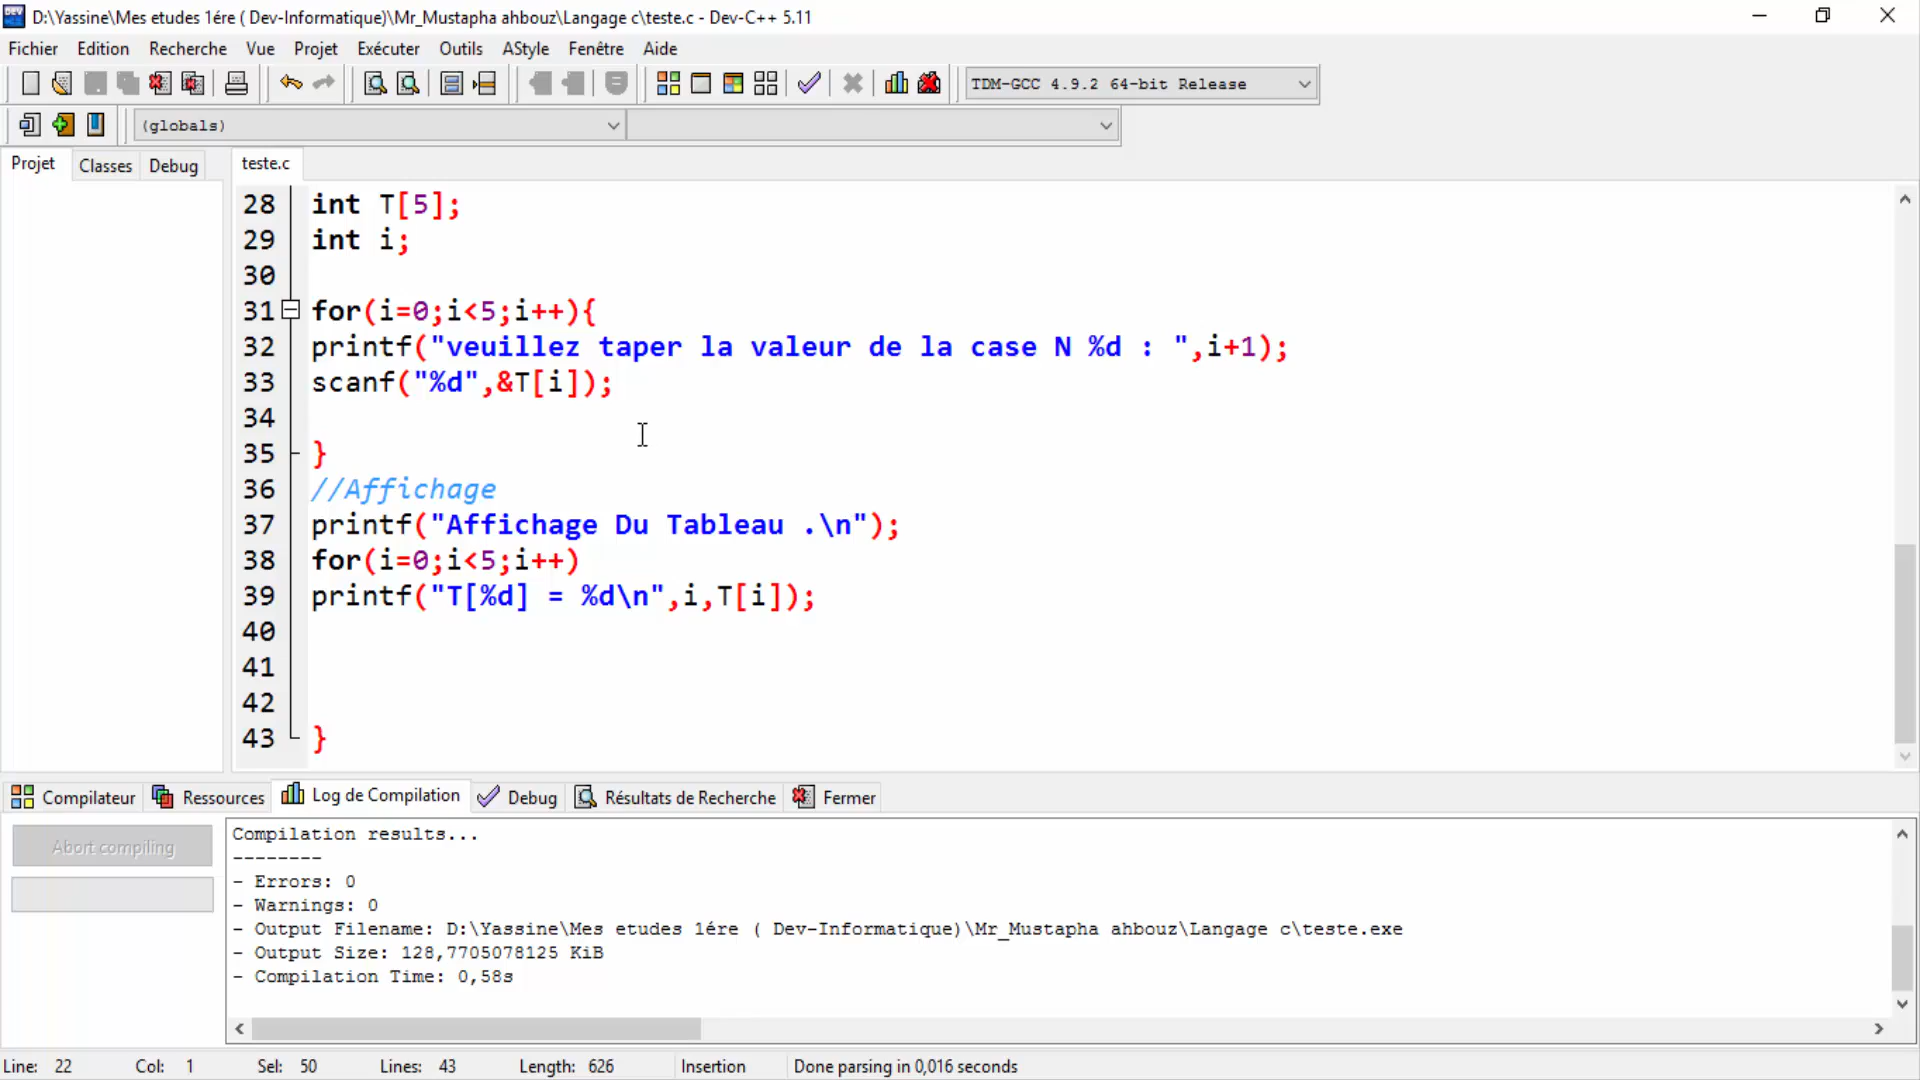 D:\Yassine\Mes etudes 1ére ( Dev-Informatique)\Mr_Mustapha ahbouz\Langage c\teste.c - Dev-C++ 5.11
Fichier Edition Recherche Vue Projet Exécuter Outils AStyle Fenêtre Aide
TDM-GCC 4.9.2 64-bit Release
(globals)
Projet Classes Debug
teste.c
28 int T[5];
29 int i;
30
31 for(i=0;i<5;i++){
32 printf("veuillez taper la valeur de la case N %d : ",i+1);
33 scanf("%d",&T[i]);
34
35 }
36 //Affichage
37 printf("Affichage Du Tableau .\n");
38 for(i=0;i<5;i++)
39 printf("T[%d] = %d\n",i,T[i]);
40
41
42
43 }
Compilateur Ressources Log de Compilation Debug Résultats de Recherche Fermer
Abort compiling
Compilation results...
--------
- Errors: 0
- Warnings: 0
- Output Filename: D:\Yassine\Mes etudes 1ére ( Dev-Informatique)\Mr_Mustapha ahbouz\Langage c\teste.exe
- Output Size: 128,7705078125 KiB
- Compilation Time: 0,58s
Line: 22 Col: 1 Sel: 50 Lines: 43 Length: 626 Insertion Done parsing in 0,016 seconds